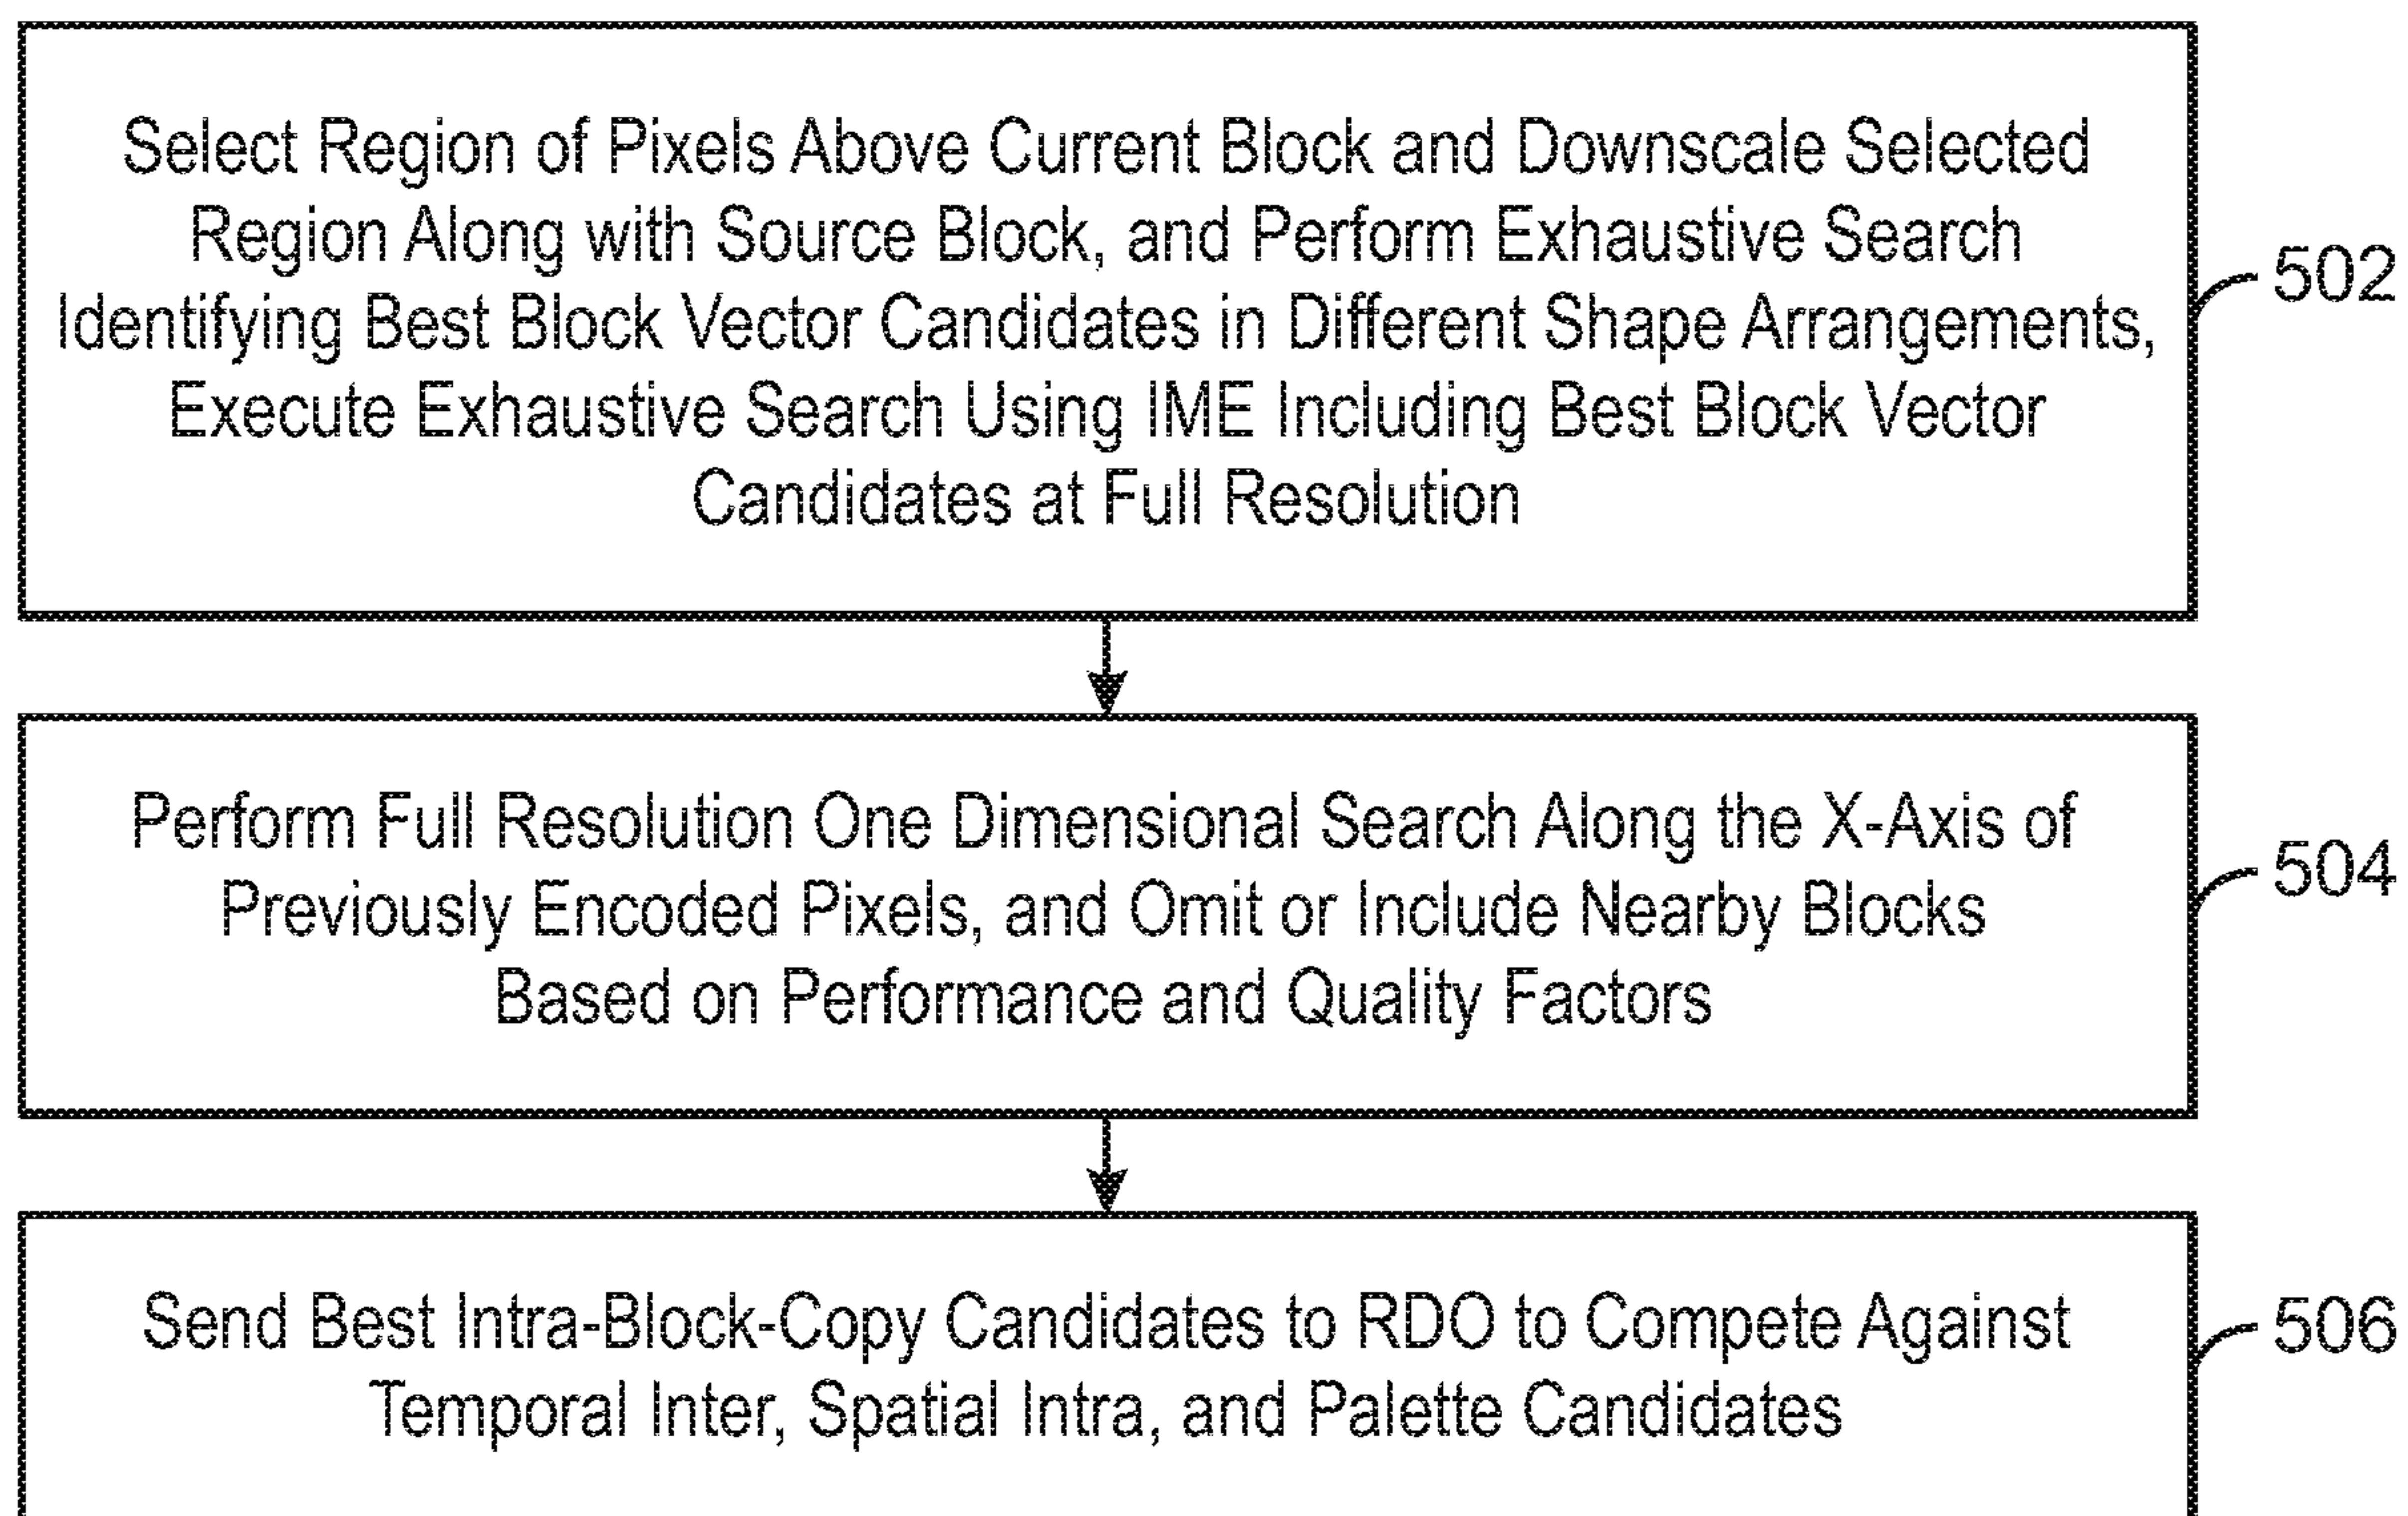 Select Region of Pixels Above Current Block and Downscale Selected
Region Along with Source Block, and Perform Exhaustive Search
Identifying Best Block Vector Candidates in Different Shape Arrangements,
Execute Exhaustive Search Using IME Including Best Block Vector
Candidates at Full Resolution
502
Perform Full Resolution One Dimensional Search Along the X-Axis of
Previously Encoded Pixels, and Omit or Include Nearby Blocks
Based on Performance and Quality Factors
504
Send Best Intra-Block-Copy Candidates to RDO to Compete Against
Temporal Inter, Spatial Intra, and Palette Candidates
506